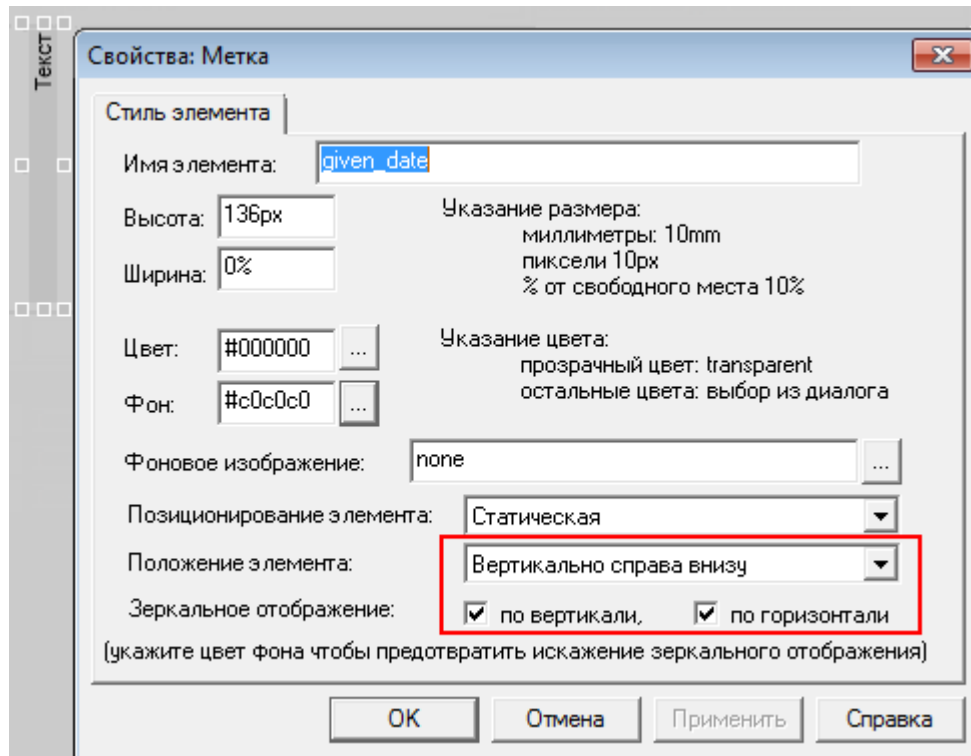 Текст
Свойства: Метка
Стиль элемента
Имя элемента: given_date
Высота: 136px
Ширина: 0%
Указание размера:
миллиметры: 10mm
пиксели 10px
% от свободного места 10%
Цвет: #000000 ...
Фон: #c0c0c0 ...
Указание цвета:
прозрачный цвет: transparent
остальные цвета: выбор из диалога
Фоновое изображение: none ...
Позиционирование элемента: Статическая
Положение элемента: Вертикально справа внизу
Зеркальное отображение: по вертикали, по горизонтали
(укажите цвет фона чтобы предотвратить искажение зеркального отображения)
OK Отмена Применить Справка